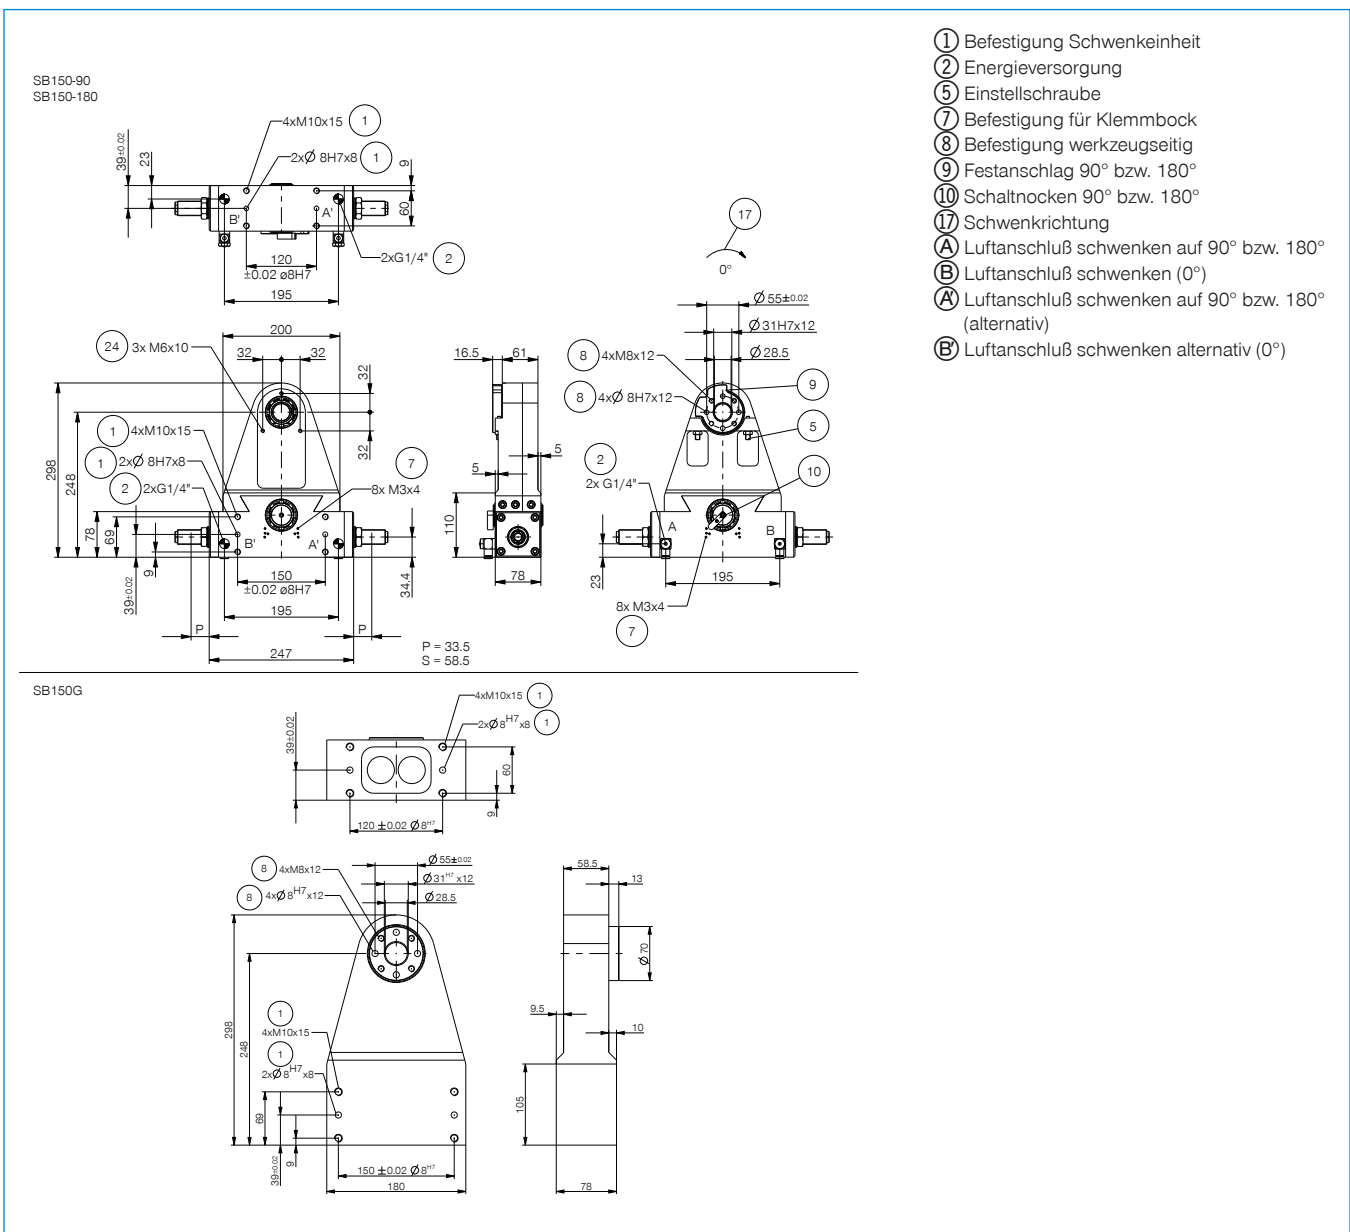 SB150-90
SB150-180
4xM10x15 1
2xØ 8H7x8 1
39±0.02
23
9
60
B'
A'
2xG1/4" 2
120
±0.02 ø8H7
195
17
0°
200
24 3x M6x10
32 32
32
32
1 4xM10x15
1 2xØ 8H7x8
2 2xG1/4"
7
8x M3x4
298
248
78
69
39±0.02
9
B'
A'
34.4
150
±0.02 ø8H7
195
P
P
247
P = 33.5
S = 58.5
16.5
61
5
5
110
78
Ø 55±0.02
Ø 31H7x12
Ø 28.5
8 4xM8x12
8 4xØ 8H7x12
9
5
10
2
2x G1/4"
A
B
23
195
8x M3x4
7
SB150G
4xM10x15 1
2xØ 8H7x8 1
39±0.02
60
9
120 ±0.02 Ø 8H7
Ø 55±0.02
Ø 31H7 x12
Ø 28.5
8 4xM8x12
8 4xØ 8H7x12
298
248
1
4xM10x15
1
2xØ 8H7x8
69
39±0.02
9
150 ±0.02 Ø 8H7
180
58.5
13
Ø 70
9.5
10
105
78
1 Befestigung Schwenkeinheit
2 Energieversorgung
5 Einstellschraube
7 Befestigung für Klemmbock
8 Befestigung werkzeugseitig
9 Festanschlag 90° bzw. 180°
10 Schaltnocken 90° bzw. 180°
17 Schwenkrichtung
A Luftanschluß schwenken auf 90° bzw. 180°
B Luftanschluß schwenken (0°)
A' Luftanschluß schwenken auf 90° bzw. 180°
(alternativ)
B' Luftanschluß schwenken alternativ (0°)